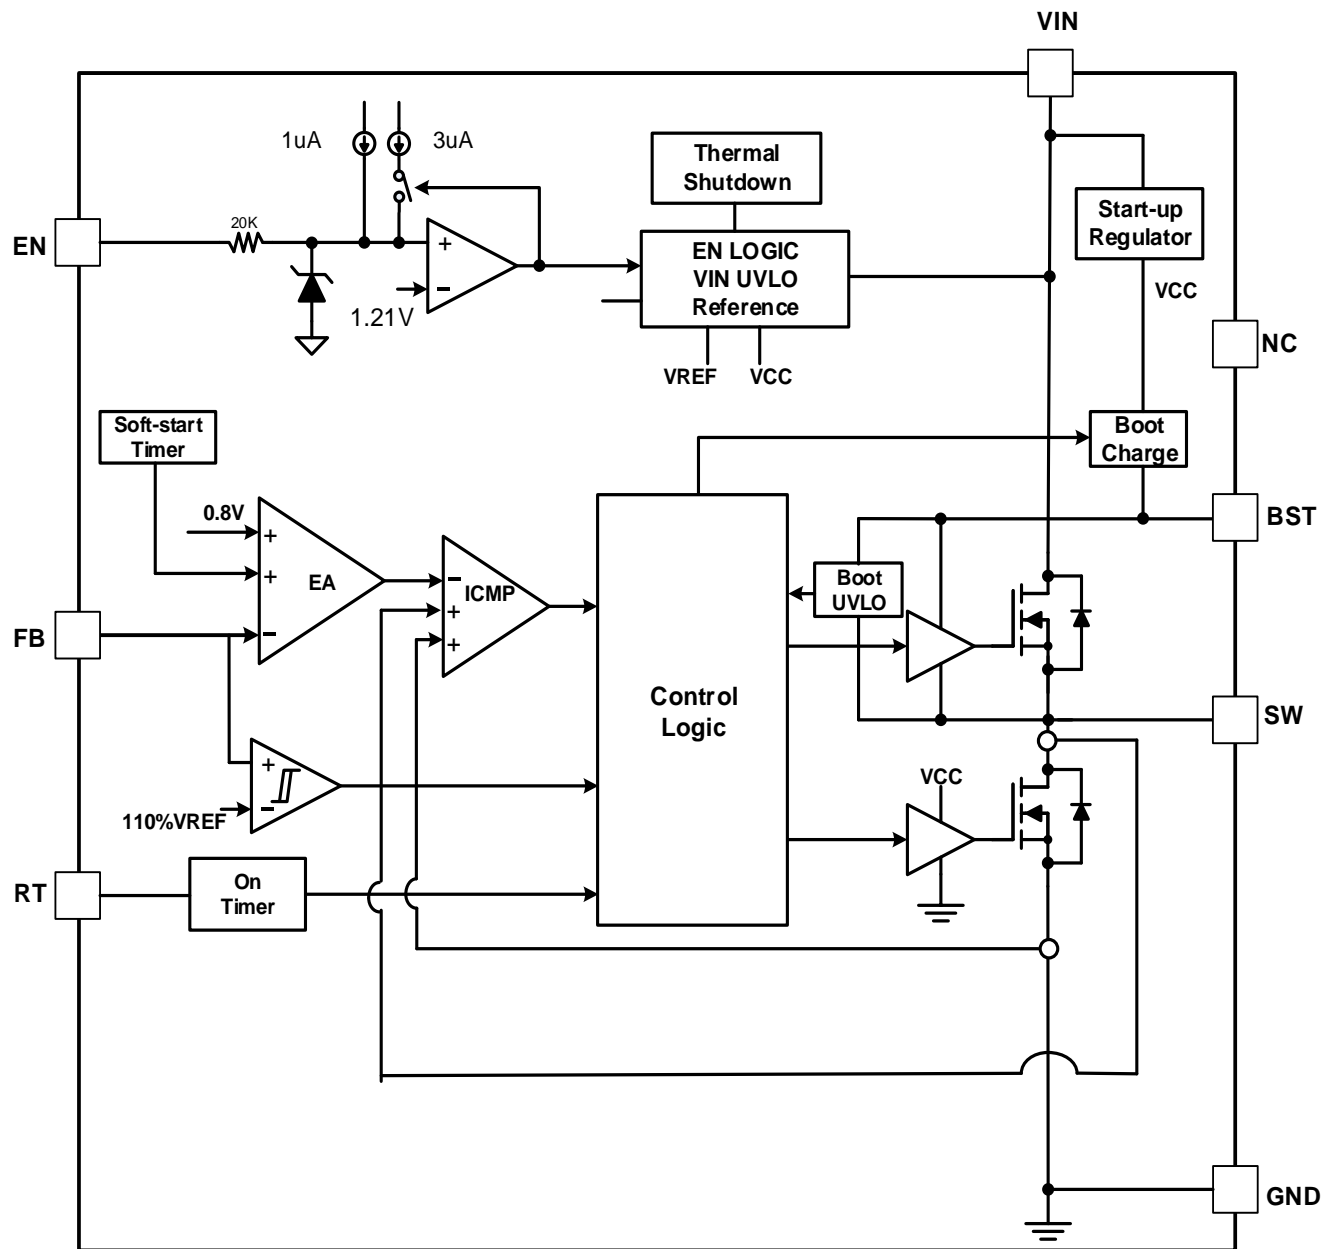 VIN
1uA
3uA
Thermal
Shutdown
Start-up
Regulator
EN
20K
+
EN LOGIC
VIN UVLO
Reference
−
1.21V
VCC
NC
VREF
VCC
Soft-start
Timer
Boot
Charge
0.8V
+
BST
+
EA
−
ICMP
+
Boot
UVLO
FB
−
+
Control
Logic
SW
+
−
VCC
110%VREF
RT
On
Timer
GND